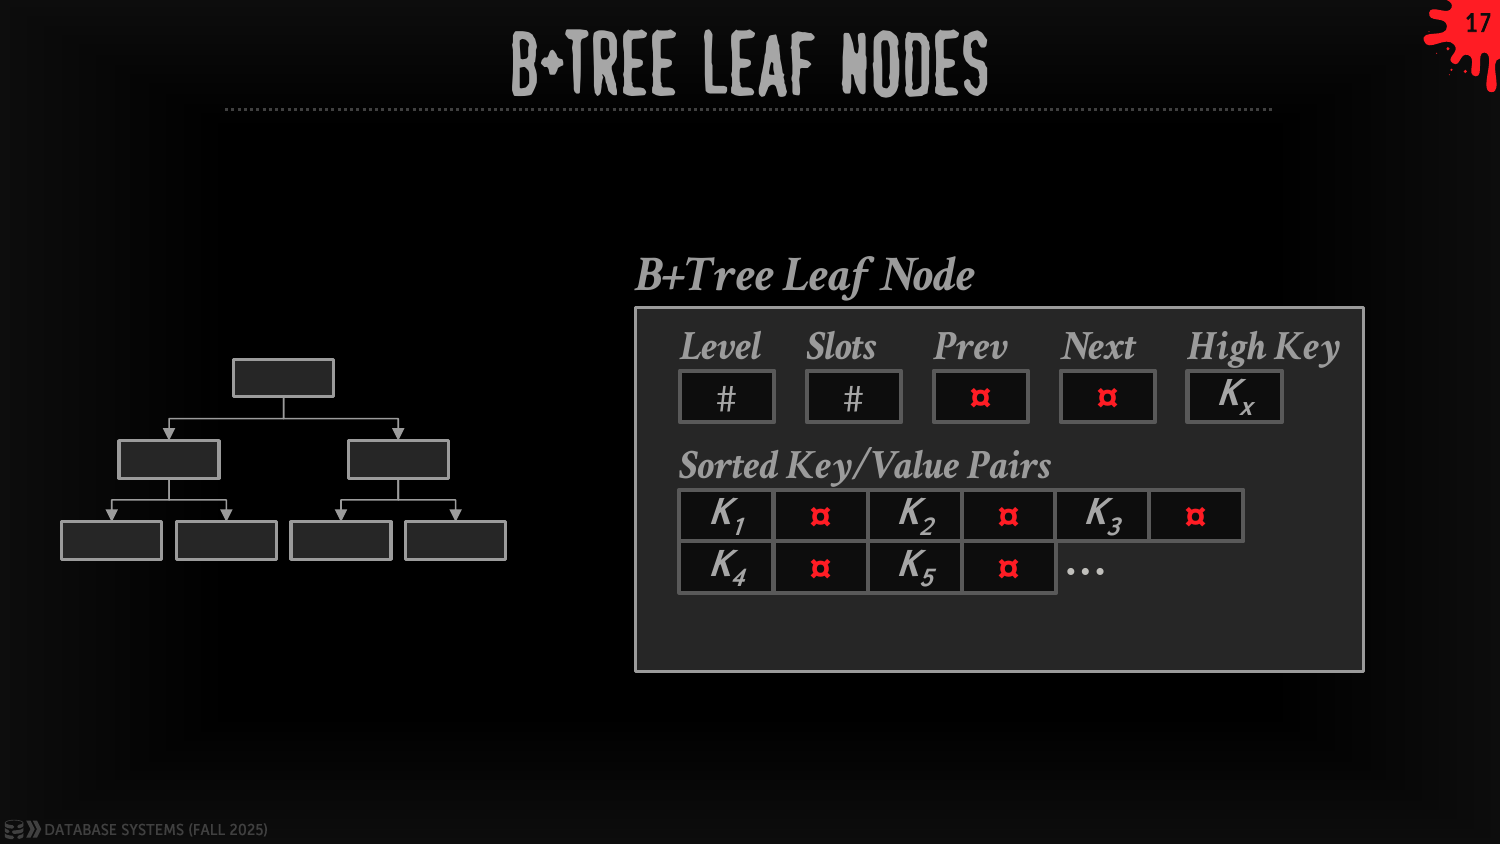 17
B+TREE LEAF NODES
B+Tree Leaf Node
Level Slots Prev Next High Key
# # ¤ ¤ Kx
Sorted Key/Value Pairs
K1 ¤ K2 ¤ K3 ¤
K4 ¤ K5 ¤ ...
DATABASE SYSTEMS (FALL 2025)